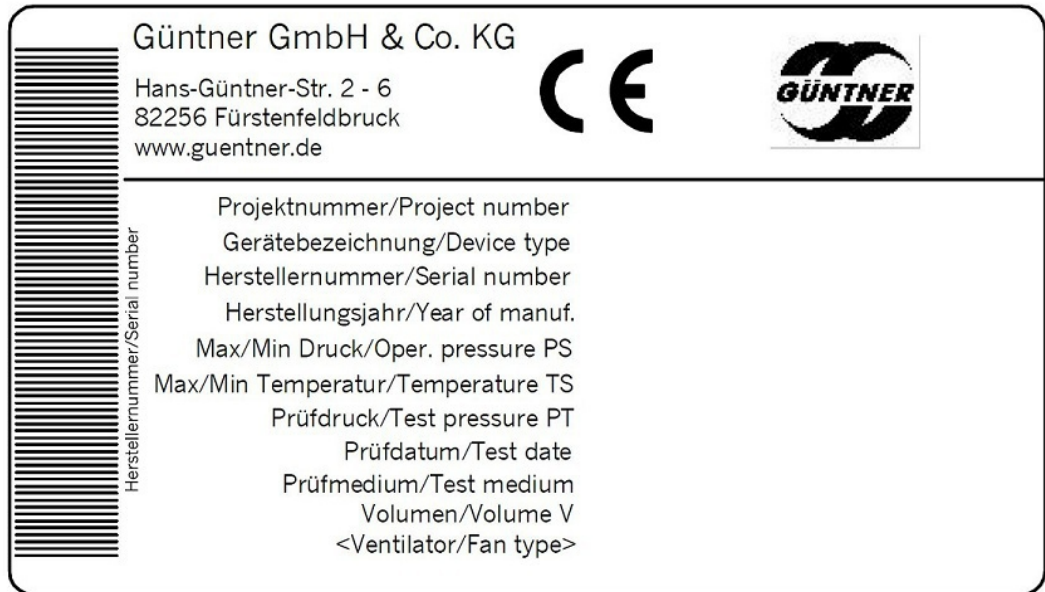 Güntner GmbH & Co. KG
Hans-Güntner-Str. 2 - 6
82256 Fürstenfeldbruck
www.guentner.de
CE
GÜNTNER
Herstellernummer/Serial number
Projektnummer/Project number
Gerätebezeichnung/Device type
Herstellernummer/Serial number
Herstellungsjahr/Year of manuf.
Max/Min Druck/Oper. pressure PS
Max/Min Temperatur/Temperature TS
Prüfdruck/Test pressure PT
Prüfdatum/Test date
Prüfmedium/Test medium
Volumen/Volume V
<Ventilator/Fan type>